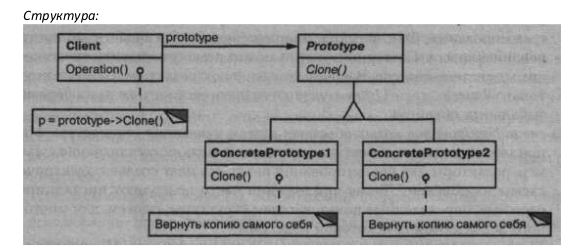 Структура:
prototype
Client
Prototype
Operation()
Clone()
p = prototype->Clone()
ConcretePrototype1
ConcretePrototype2
Clone()
Clone()
Вернуть копию самого себя
Вернуть копию самого себя